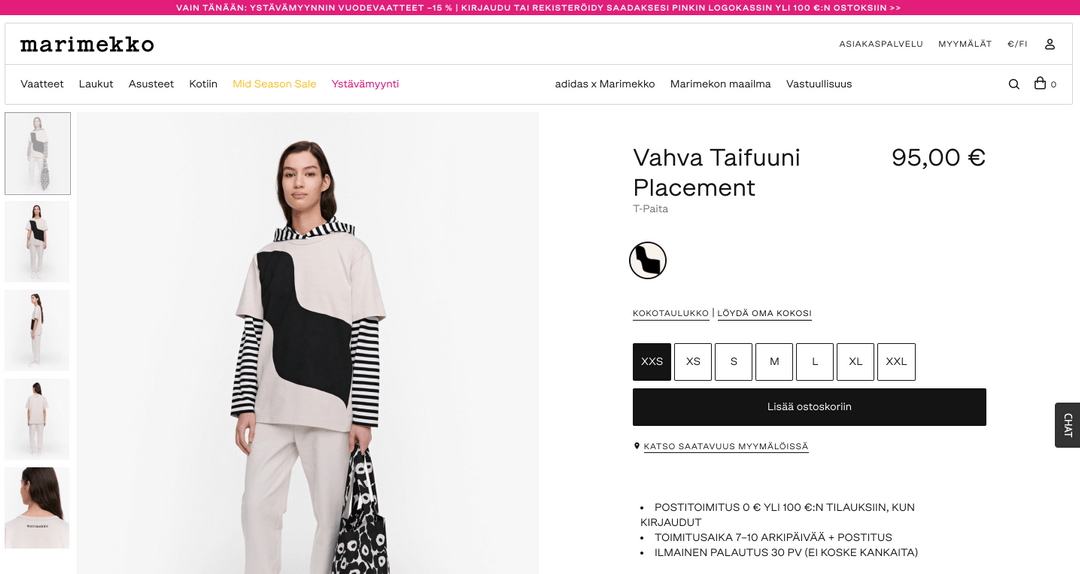 VAIN TÄNÄÄN: YSTÄVÄMYYNNIN VUODEVAATTEET –15 % | KIRJAUDU TAI REKISTERÖIDY SAADAKSESI PINKIN LOGOKASSIN YLI 100 €:N OSTOKSIIN >>
marimekko
ASIAKASPALVELU MYYMÄLÄT €/FI
Vaatteet Laukut Asusteet Kotiin Mid Season Sale Ystävämyynti adidas x Marimekko Marimekon maailma Vastuullisuus 0
Vahva Taifuuni 95,00 €
Placement
T-Paita
KOKOTAULUKKO | LÖYDÄ OMA KOKOSI
XXS XS S M L XL XXL
Lisää ostoskoriin
CHAT
KATSO SAATAVUUS MYYMÄLÖISSÄ
• POSTITOIMITUS 0 € YLI 100 €:N TILAUKSIIN, KUN
KIRJAUDUT
• TOIMITUSAIKA 7–10 ARKIPÄIVÄÄ + POSTITUS
• ILMAINEN PALAUTUS 30 PV (EI KOSKE KANKAITA)